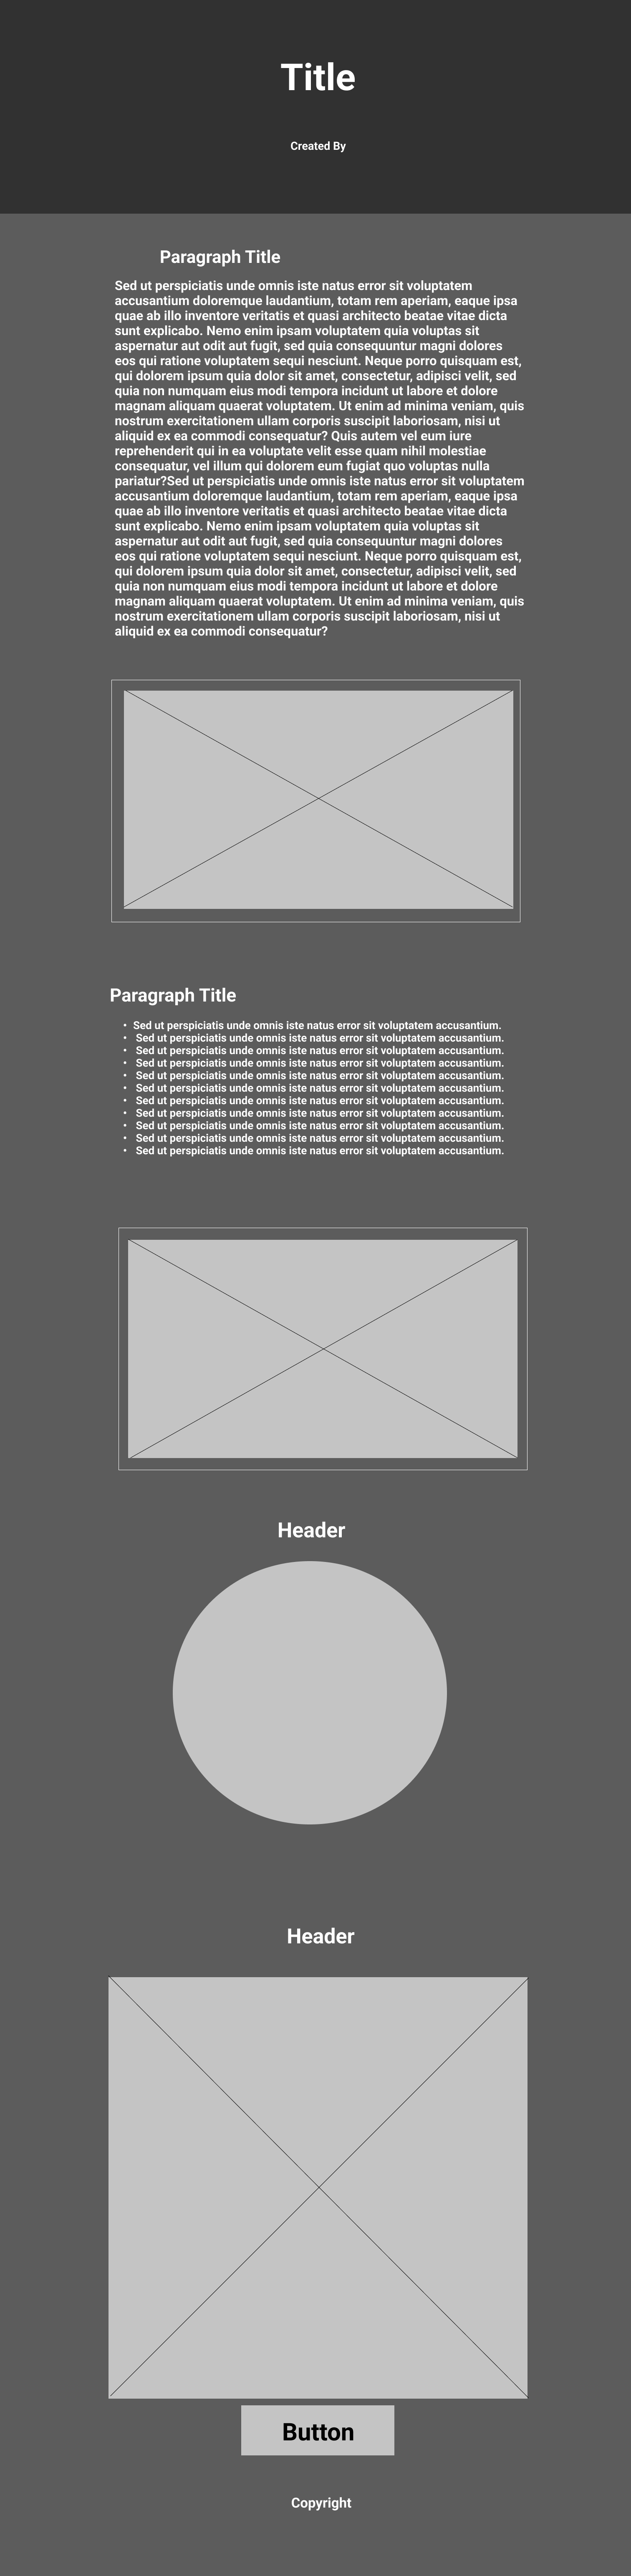 Title
Created By
Paragraph Title
Sed ut perspiciatis unde omnis iste natus error sit voluptatem
accusantium doloremque laudantium, totam rem aperiam, eaque ipsa
quae ab illo inventore veritatis et quasi architecto beatae vitae dicta
sunt explicabo. Nemo enim ipsam voluptatem quia voluptas sit
aspernatur aut odit aut fugit, sed quia consequuntur magni dolores
eos qui ratione voluptatem sequi nesciunt. Neque porro quisquam est,
qui dolorem ipsum quia dolor sit amet, consectetur, adipisci velit, sed
quia non numquam eius modi tempora incidunt ut labore et dolore
magnam aliquam quaerat voluptatem. Ut enim ad minima veniam, quis
nostrum exercitationem ullam corporis suscipit laboriosam, nisi ut
aliquid ex ea commodi consequatur? Quis autem vel eum iure
reprehenderit qui in ea voluptate velit esse quam nihil molestiae
consequatur, vel illum qui dolorem eum fugiat quo voluptas nulla
pariatur?Sed ut perspiciatis unde omnis iste natus error sit voluptatem
accusantium doloremque laudantium, totam rem aperiam, eaque ipsa
quae ab illo inventore veritatis et quasi architecto beatae vitae dicta
sunt explicabo. Nemo enim ipsam voluptatem quia voluptas sit
aspernatur aut odit aut fugit, sed quia consequuntur magni dolores
eos qui ratione voluptatem sequi nesciunt. Neque porro quisquam est,
qui dolorem ipsum quia dolor sit amet, consectetur, adipisci velit, sed
quia non numquam eius modi tempora incidunt ut labore et dolore
magnam aliquam quaerat voluptatem. Ut enim ad minima veniam, quis
nostrum exercitationem ullam corporis suscipit laboriosam, nisi ut
aliquid ex ea commodi consequatur?
Paragraph Title
• Sed ut perspiciatis unde omnis iste natus error sit voluptatem accusantium.
• Sed ut perspiciatis unde omnis iste natus error sit voluptatem accusantium.
• Sed ut perspiciatis unde omnis iste natus error sit voluptatem accusantium.
• Sed ut perspiciatis unde omnis iste natus error sit voluptatem accusantium.
• Sed ut perspiciatis unde omnis iste natus error sit voluptatem accusantium.
• Sed ut perspiciatis unde omnis iste natus error sit voluptatem accusantium.
• Sed ut perspiciatis unde omnis iste natus error sit voluptatem accusantium.
• Sed ut perspiciatis unde omnis iste natus error sit voluptatem accusantium.
• Sed ut perspiciatis unde omnis iste natus error sit voluptatem accusantium.
• Sed ut perspiciatis unde omnis iste natus error sit voluptatem accusantium.
• Sed ut perspiciatis unde omnis iste natus error sit voluptatem accusantium.
Header
Header
Button
Copyright